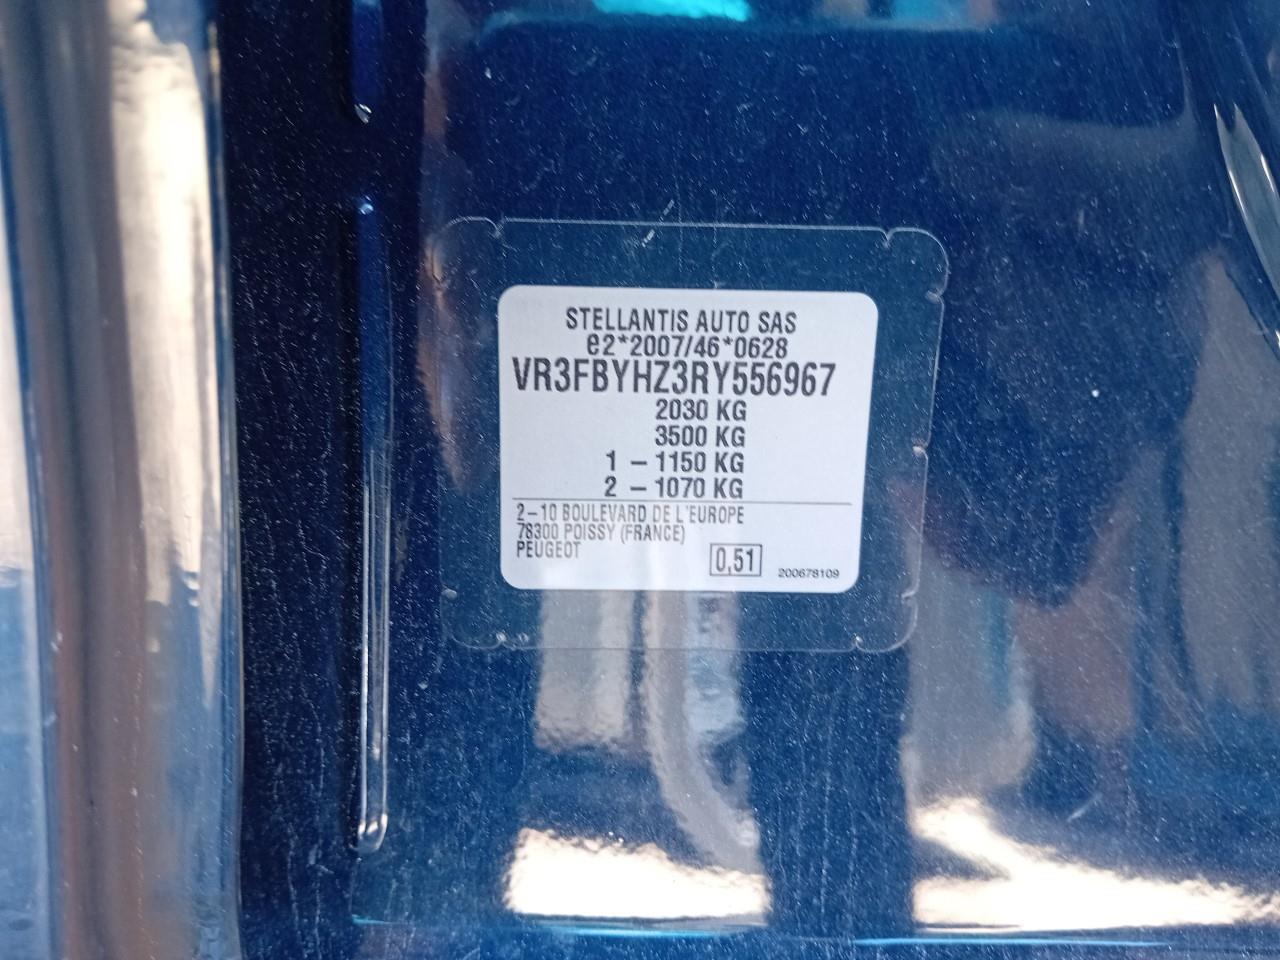 STELLANTIS AUTO SAS
e2*2007/46*0628
VR3FBYHZ3RY556967
2030 KG
3500 KG
1 – 1150 KG
2 – 1070 KG
2–10 BOULEVARD DE L'EUROPE
78300 POISSY (FRANCE)
PEUGEOT
0,51
200678109